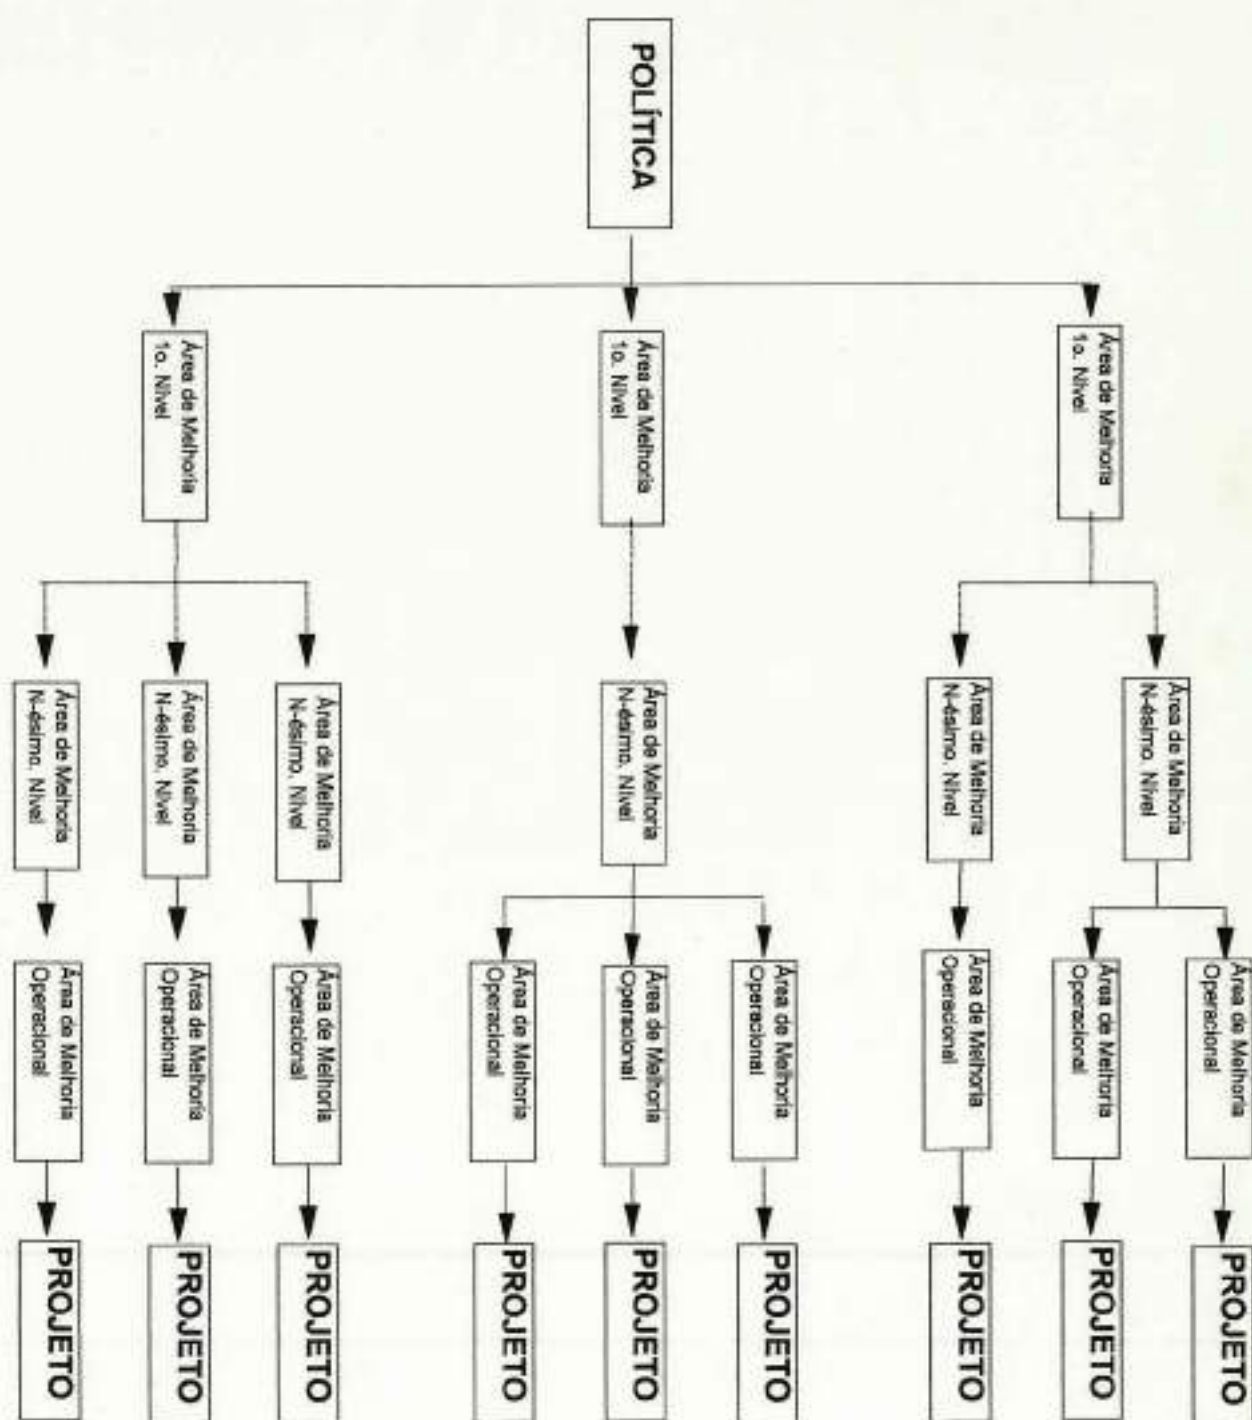 POLÍTICA
Área de Melhoria
1o. Nível
Área de Melhoria
1o. Nível
Área de Melhoria
1o. Nível
Área de Melhoria
N-ésimo. Nível
Área de Melhoria
N-ésimo. Nível
Área de Melhoria
N-ésimo. Nível
Área de Melhoria
N-ésimo. Nível
Área de Melhoria
N-ésimo. Nível
Área de Melhoria
N-ésimo. Nível
Área de Melhoria
Operacional
Área de Melhoria
Operacional
Área de Melhoria
Operacional
Área de Melhoria
Operacional
Área de Melhoria
Operacional
Área de Melhoria
Operacional
Área de Melhoria
Operacional
Área de Melhoria
Operacional
Área de Melhoria
Operacional
PROJETO
PROJETO
PROJETO
PROJETO
PROJETO
PROJETO
PROJETO
PROJETO
PROJETO